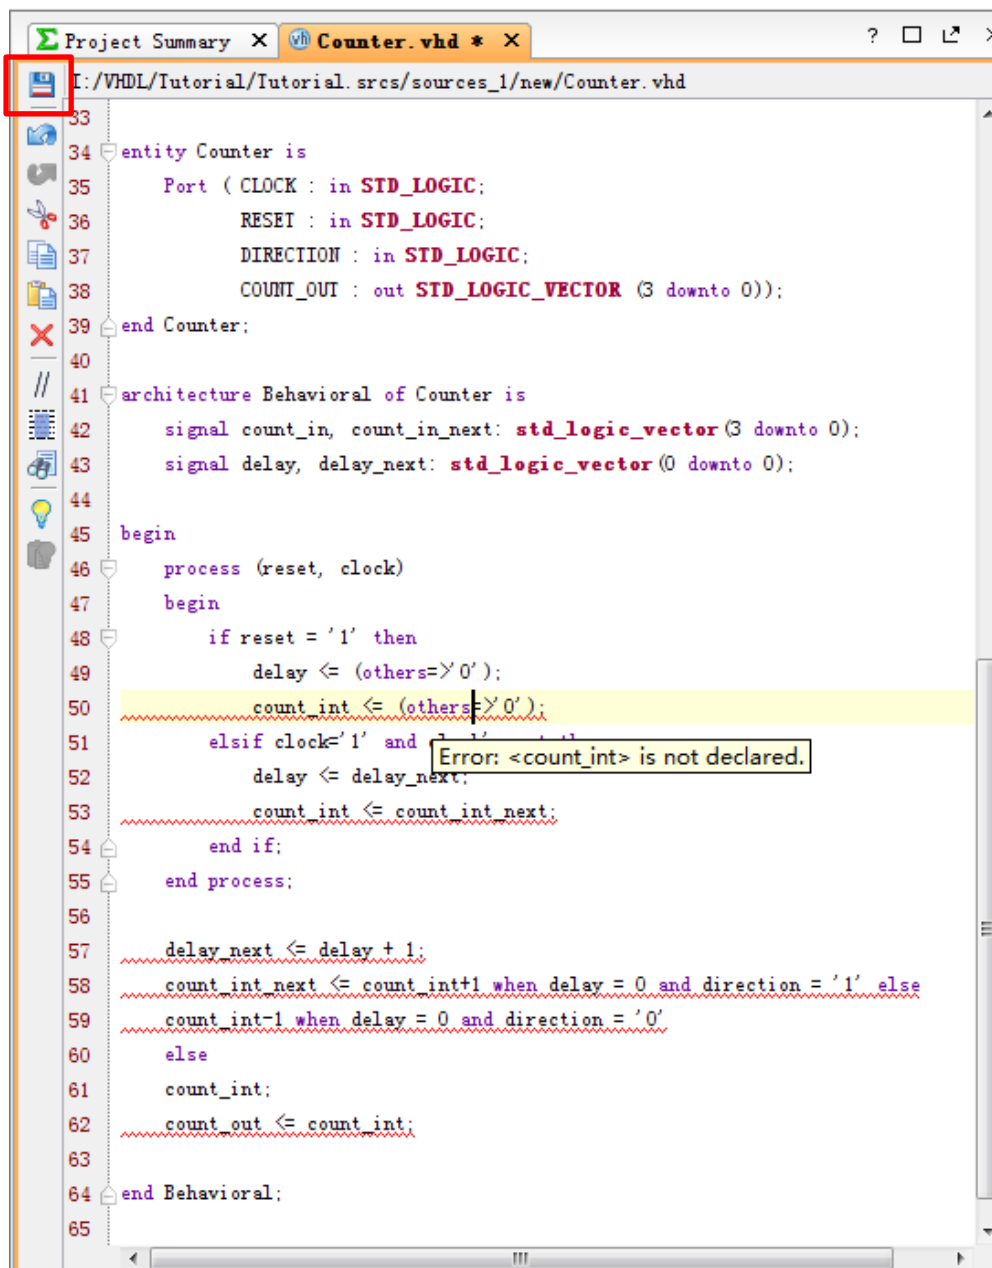 Project Summary × Counter.vhd * × ?
I:/VHDL/Tutorial/Tutorial.srcs/sources_1/new/Counter.vhd
33
34 entity Counter is
35 Port ( CLOCK : in STD_LOGIC;
36 RESET : in STD_LOGIC;
37 DIRECTION : in STD_LOGIC;
38 COUNT_OUT : out STD_LOGIC_VECTOR (3 downto 0));
39 end Counter;
40
41 architecture Behavioral of Counter is
42 signal count_in, count_in_next: std_logic_vector(3 downto 0);
43 signal delay, delay_next: std_logic_vector(0 downto 0);
44
45 begin
46 process (reset, clock)
47 begin
48 if reset = '1' then
49 delay <= (others=>'0');
50 count_int <= (others=>'0');
51 elsif clock='1' and
Error: <count_int> is not declared.
52 delay <= delay_next;
53 count_int <= count_int_next;
54 end if;
55 end process;
56
57 delay_next <= delay + 1;
58 count_int_next <= count_int+1 when delay = 0 and direction = '1' else
59 count_int-1 when delay = 0 and direction = '0'
60 else
61 count_int;
62 count_out <= count_int;
63
64 end Behavioral;
65